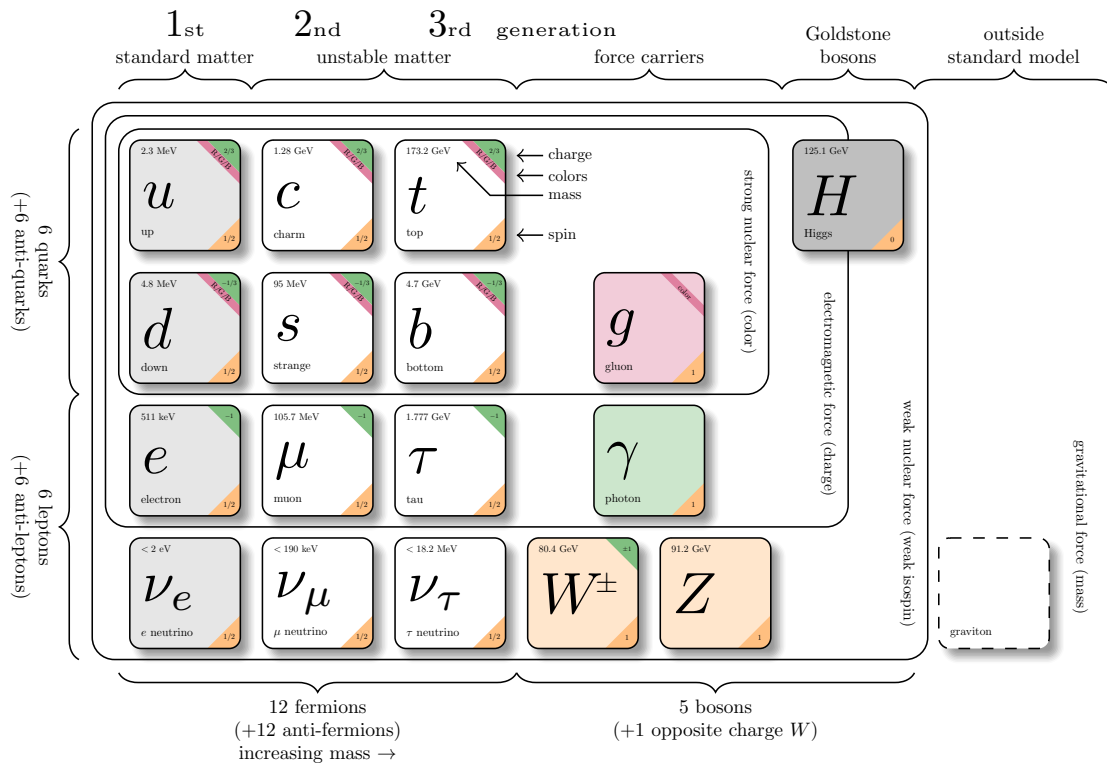 1st 2nd 3rd generation
standard matter unstable matter force carriers
Goldstone
bosons
outside
standard model
6 quarks
(+6 anti-quarks)
6 leptons
(+6 anti-leptons)
2.3 MeV 2/3
R/G/B
u
up 1/2
1.28 GeV 2/3
R/G/B
c
charm 1/2
173.2 GeV 2/3
R/G/B
t
top 1/2
charge
colors
mass
spin
125.1 GeV
H
Higgs 0
4.8 MeV −1/3
R/G/B
d
down 1/2
95 MeV −1/3
R/G/B
s
strange 1/2
4.7 GeV −1/3
R/G/B
b
bottom 1/2
color
g
gluon 1
strong nuclear force (color)
511 keV −1
e
electron 1/2
105.7 MeV −1
μ
muon 1/2
1.777 GeV −1
τ
tau 1/2
γ
photon 1
electromagnetic force (charge)
< 2 eV
νe
e neutrino 1/2
< 190 keV
νμ
μ neutrino 1/2
< 18.2 MeV
ντ
τ neutrino 1/2
80.4 GeV ±1
W±
1
91.2 GeV
Z
1
weak nuclear force (weak isospin)
graviton
gravitational force (mass)
12 fermions
(+12 anti-fermions)
increasing mass →
5 bosons
(+1 opposite charge W)